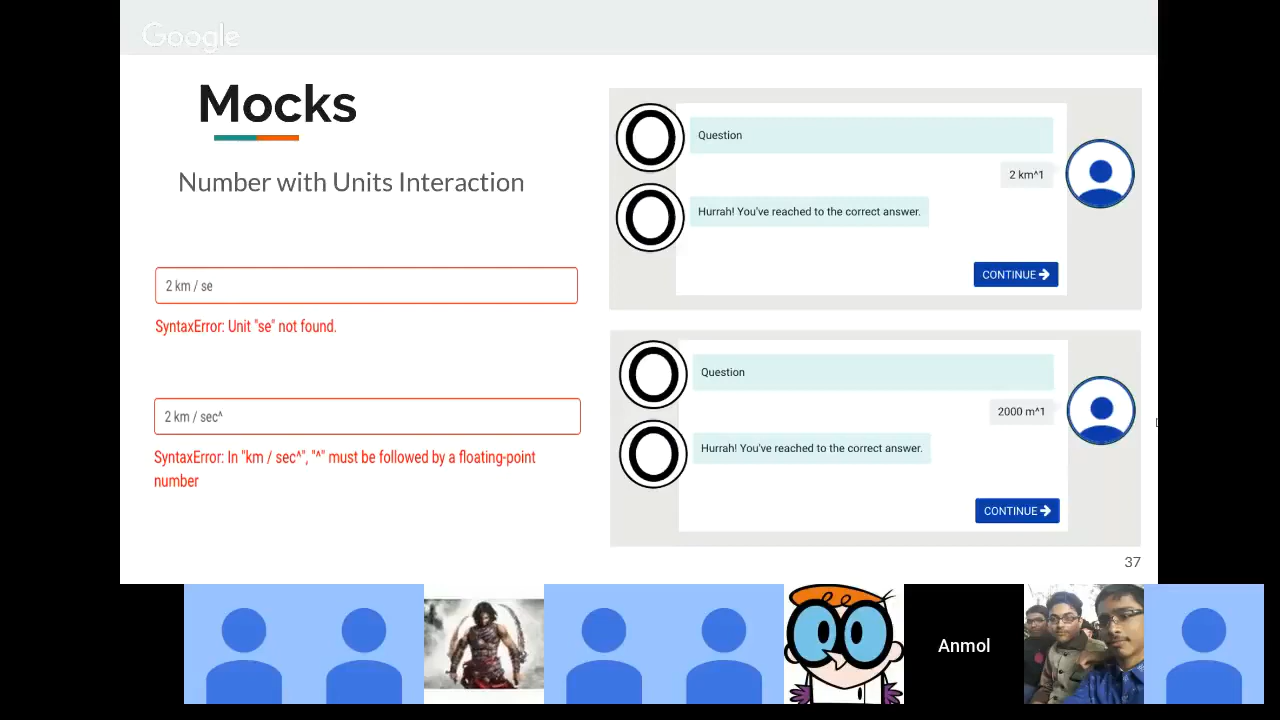 Google
Mocks
Number with Units Interaction
2 km / se
SyntaxError: Unit "se" not found.
2 km / sec^
SyntaxError: In "km / sec^", "^" must be followed by a floating-point
number
Question
2 km^1
Hurrah! You've reached to the correct answer.
CONTINUE
Question
2000 m^1
Hurrah! You've reached to the correct answer.
CONTINUE
37
Anmol